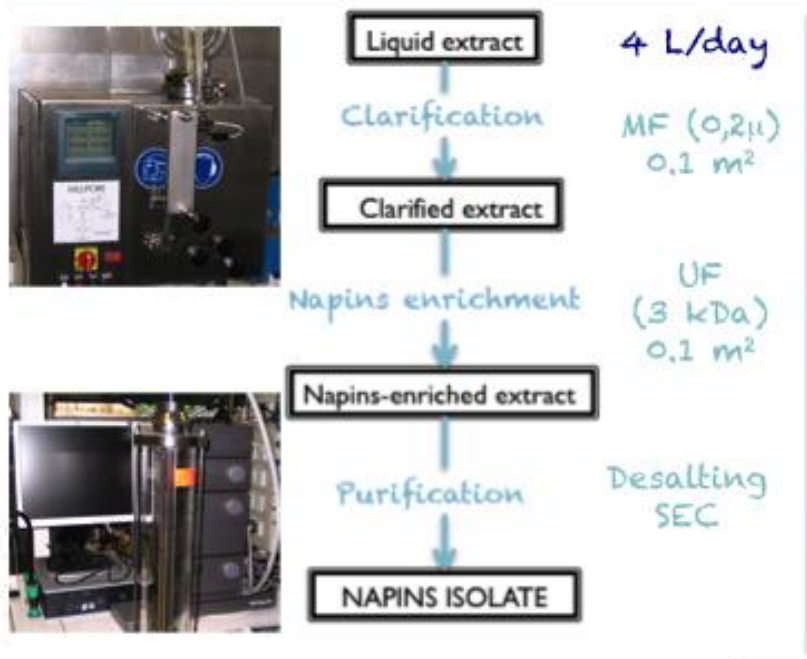 Liquid extract
4 L/day
Clarification
MF (0,2μ)
0.1 m²
Clarified extract
Napins enrichment
UF
(3 kDa)
0.1 m²
Napins-enriched extract
Purification
Desalting
SEC
NAPINS ISOLATE
MILLIPORE